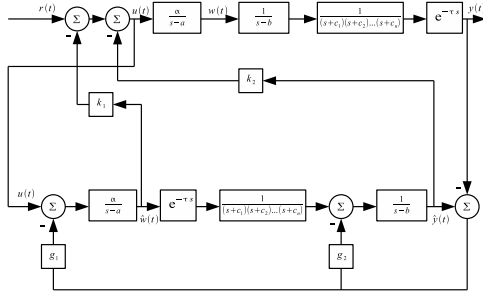 r(t) Σ Σ u(t) α/(s−a) w(t) 1/(s−b) 1/((s+c₁)(s+c₂)…(s+cₙ)) e^(−τs) y(t)
− −
k₂
k₁
u(t) Σ α/(s−a) ŵ(t) e^(−τs) 1/((s+c₁)(s+c₂)…(s+cₙ)) Σ 1/(s−b) ŷ(t) Σ
− − −
g₁ g₂